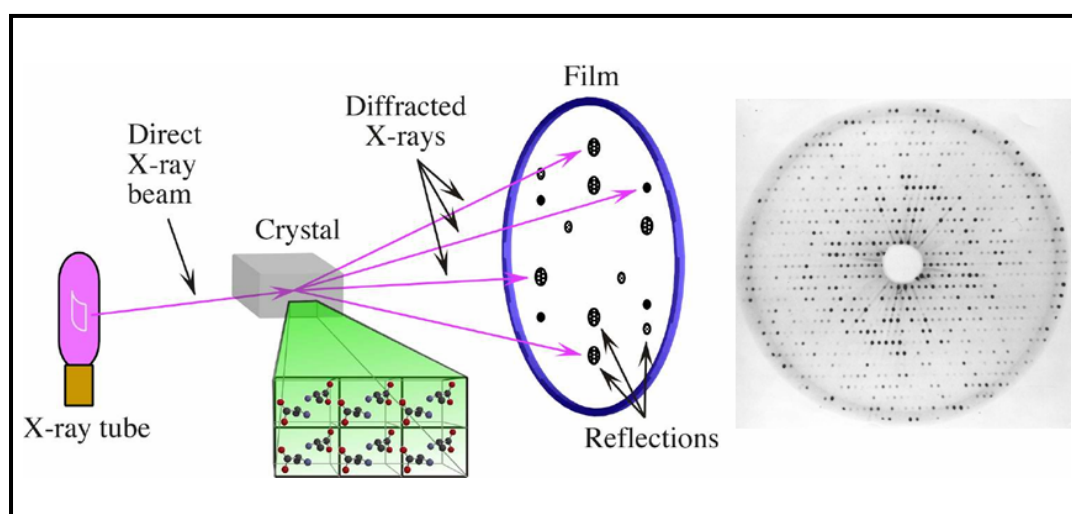 Film
Diffracted
X-rays
Direct
X-ray
beam
Crystal
X-ray tube
Reflections